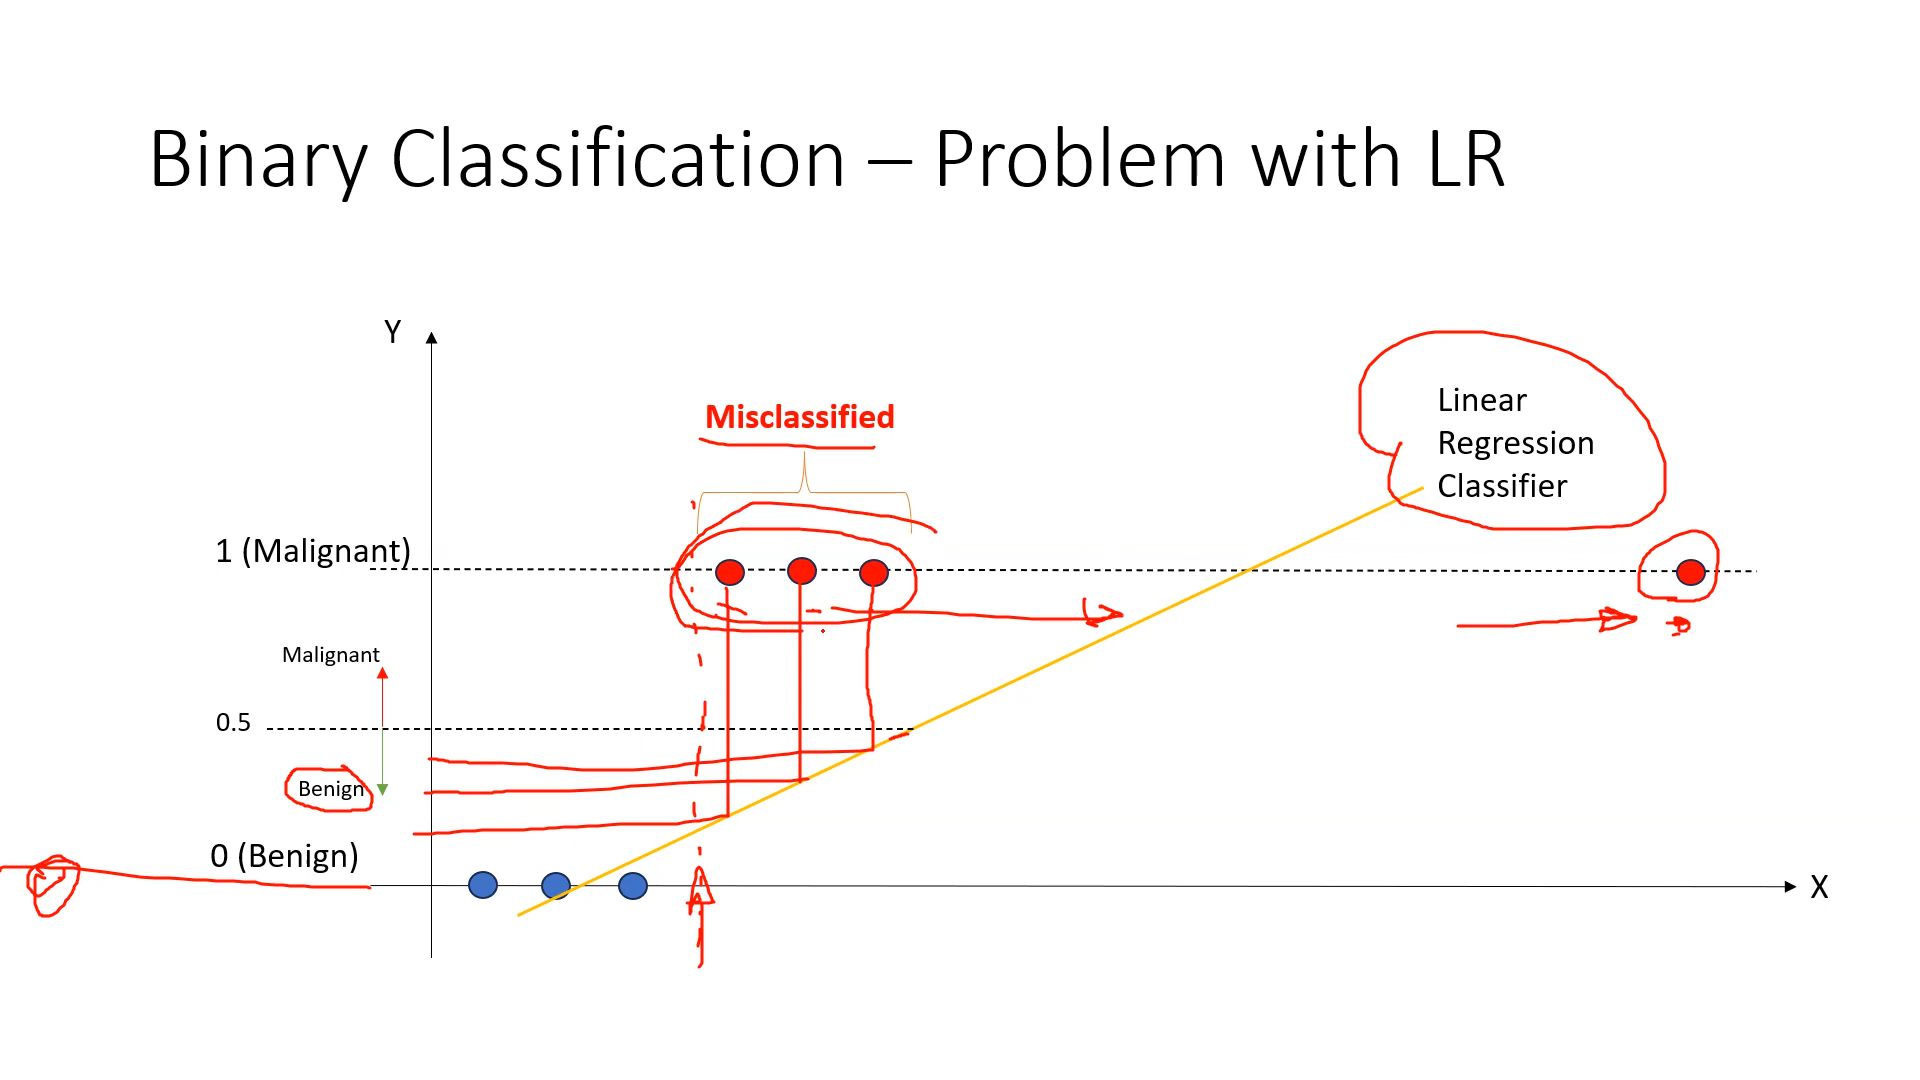 Binary Classification – Problem with LR
Y
Linear
Regression
Classifier
Misclassified
1 (Malignant)
Malignant
0.5
Benign
0 (Benign)
X